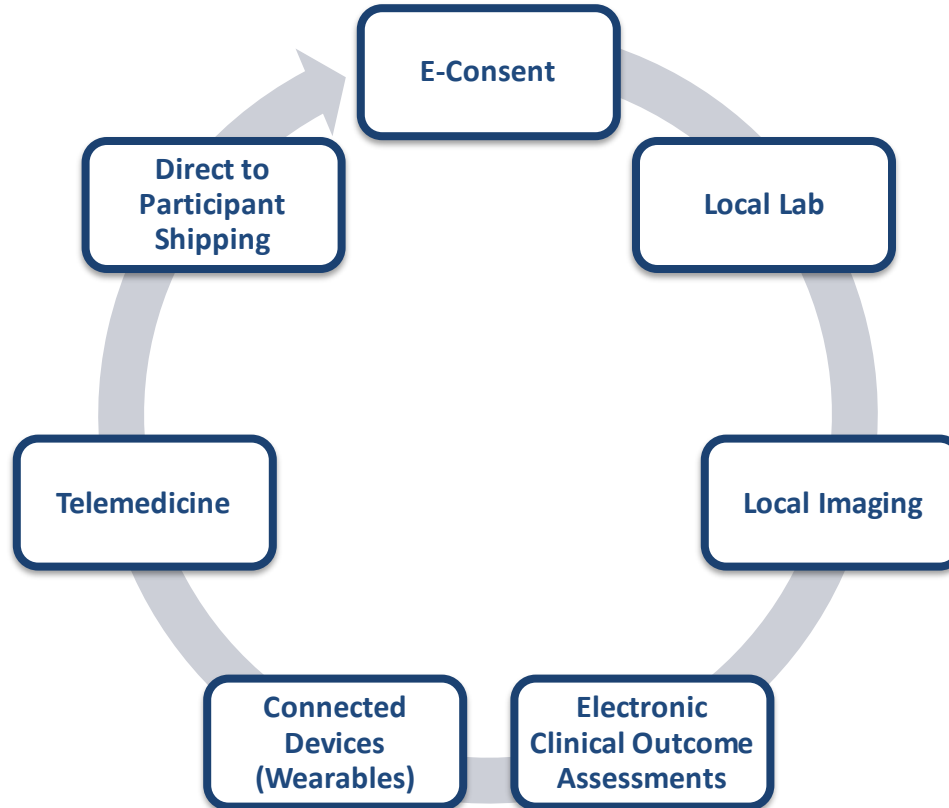 E-Consent
Local Lab
Local Imaging
Electronic
Clinical Outcome
Assessments
Connected
Devices
(Wearables)
Telemedicine
Direct to
Participant
Shipping